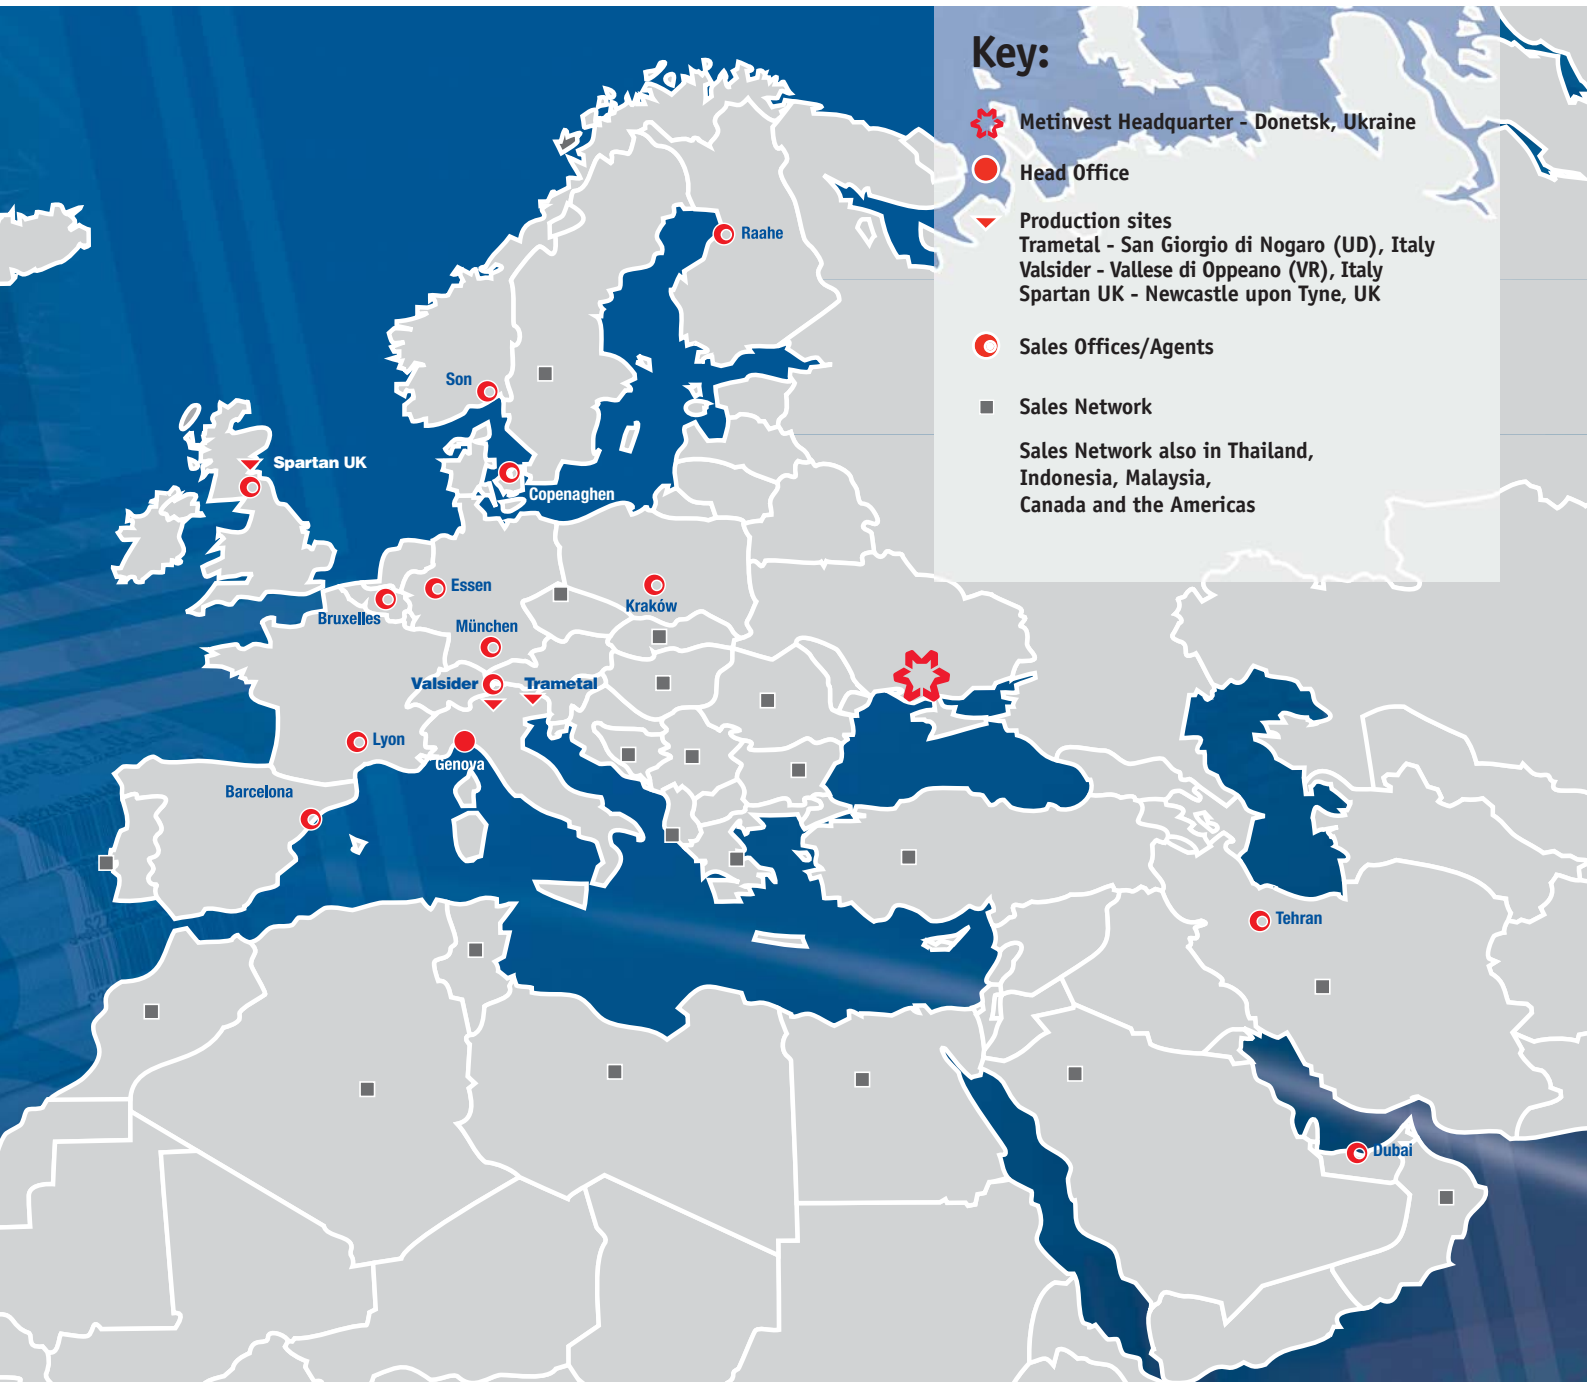 Key:
Metinvest Headquarter - Donetsk, Ukraine
Head Office
Production sites
Trametal - San Giorgio di Nogaro (UD), Italy
Valsider - Vallese di Oppeano (VR), Italy
Spartan UK - Newcastle upon Tyne, UK
Sales Offices/Agents
Sales Network
Sales Network also in Thailand,
Indonesia, Malaysia,
Canada and the Americas
Raahe
Son
Spartan UK
Copenaghen
Essen
Kraków
Bruxelles
München
Valsider
Trametal
Lyon
Genova
Barcelona
Tehran
Dubai